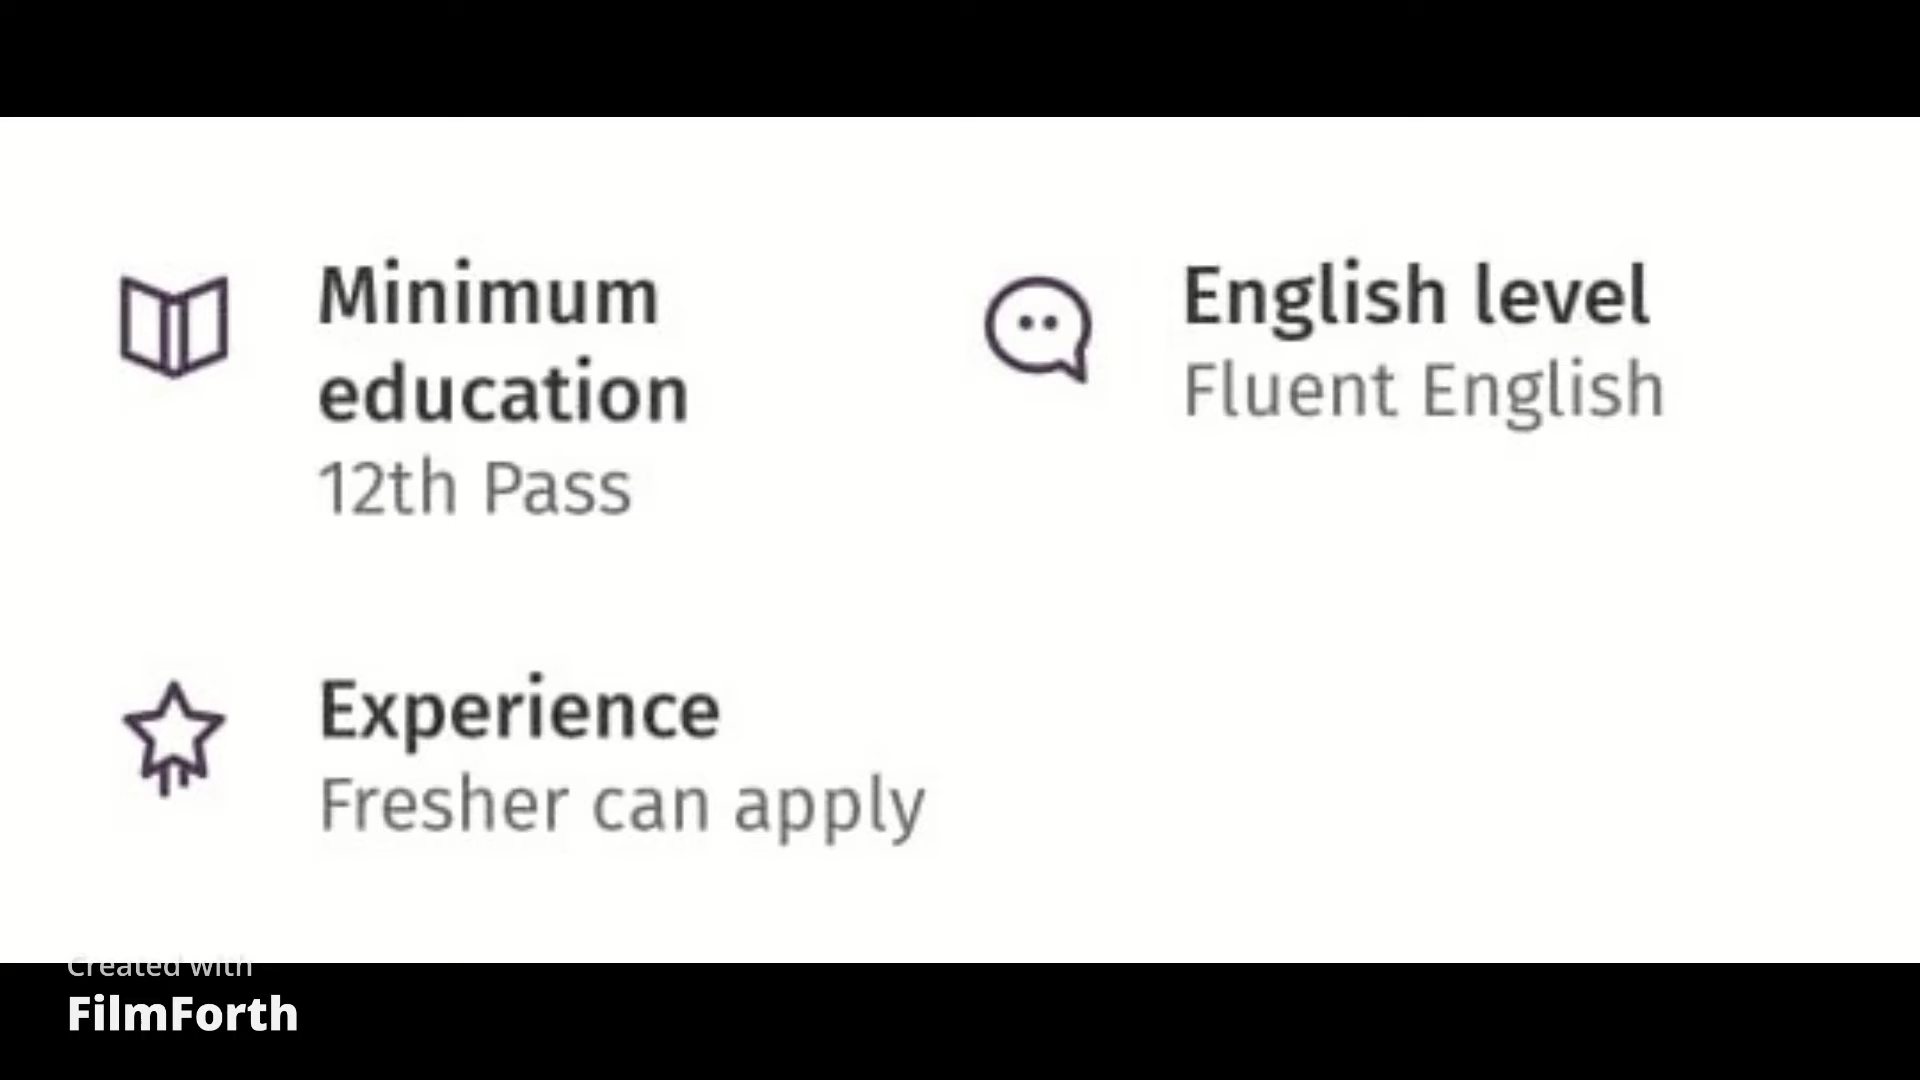 Minimum
education
12th Pass
English level
Fluent English
Experience
Fresher can apply
Created with
FilmForth